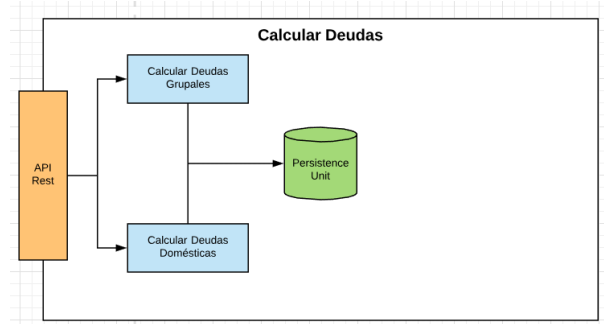 Calcular Deudas
Calcular Deudas
Grupales
API
Rest
Persistence
Unit
Calcular Deudas
Domésticas